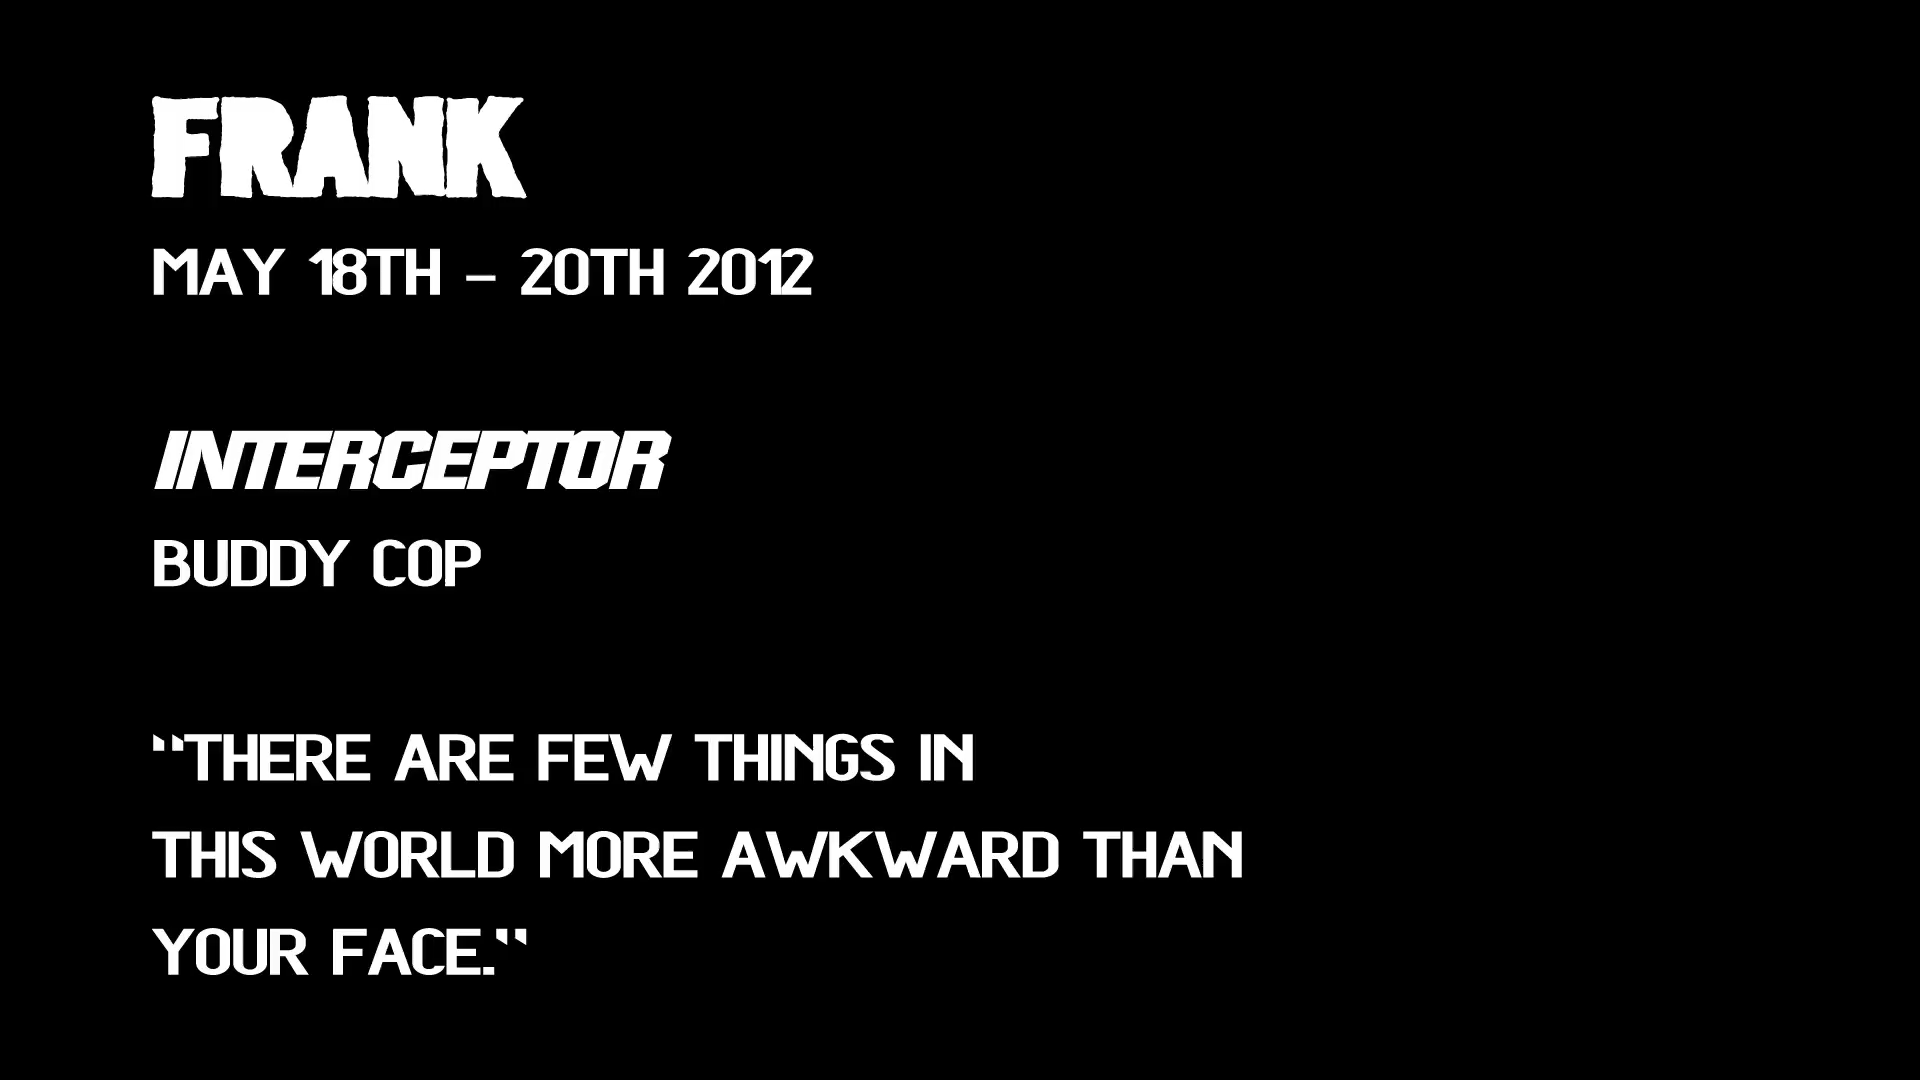 FRANK
MAY 18TH – 20TH 2012
INTERCEPTOR
BUDDY COP
"THERE ARE FEW THINGS IN
THIS WORLD MORE AWKWARD THAN
YOUR FACE."